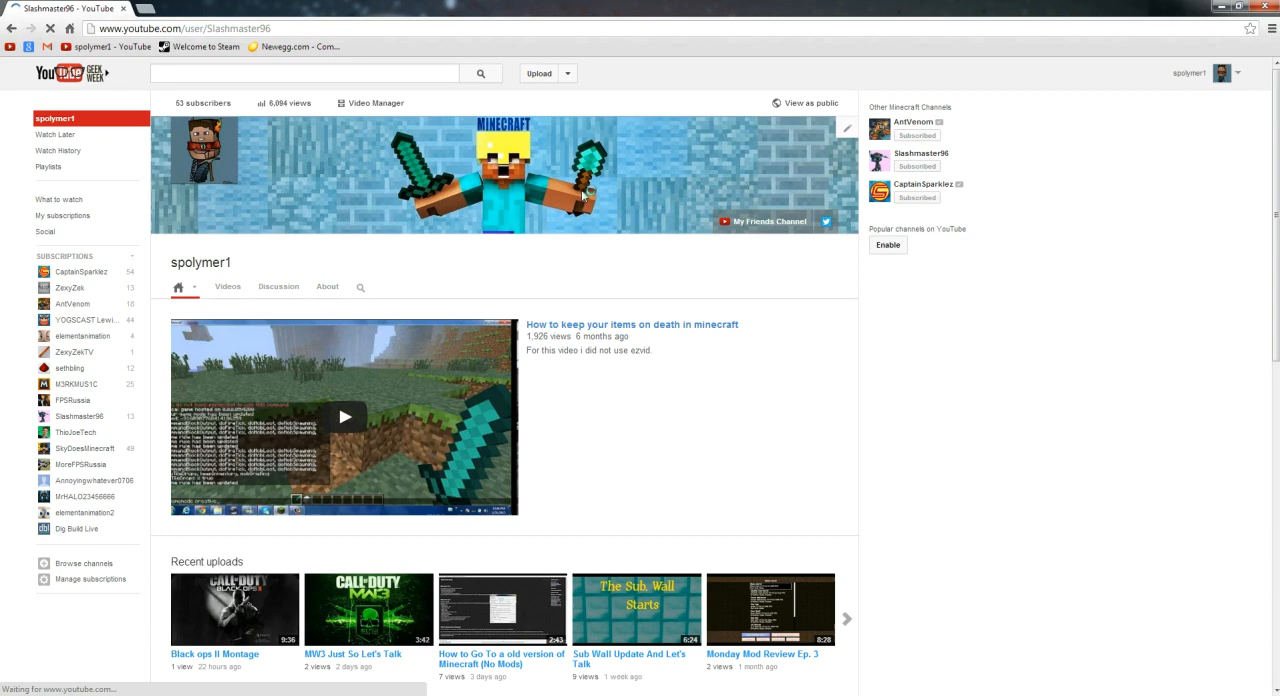 Slashmaster96 - YouTube
www.youtube.com/user/Slashmaster96
spolymer1 - YouTube
Welcome to Steam
Newegg.com - Com...
YouTube
GEEK
WEEK
Upload
spolymer1
53 subscribers
6,094 views
Video Manager
View as public
spolymer1
Watch Later
Watch History
Playlists
What to watch
My subscriptions
Social
SUBSCRIPTIONS
CaptainSparklez 54
ZexyZek 13
AntVenom 18
YOGSCAST Lewi... 44
elementanimation 4
ZexyZekTV 1
sethbling 12
M3RKMUS1C 25
FPSRussia
Slashmaster96 13
ThioJoeTech
SkyDoesMinecraft 49
MoreFPSRussia
Annoyingwhatever0706
MrHALO23456666
elementanimation2
Dig Build Live
Browse channels
Manage subscriptions
MINECRAFT
My Friends Channel
spolymer1
Videos
Discussion
About
How to keep your items on death in minecraft
1,926 views 6 months ago
For this video i did not use ezvid.
Recent uploads
CALL OF DUTY
BLACK OPS II
9:36
Black ops II Montage
1 view 22 hours ago
CALL OF DUTY
MW3
3:42
MW3 Just So Let's Talk
2 views 2 days ago
2:43
How to Go To a old version of
Minecraft (No Mods)
7 views 3 days ago
The Sub. Wall
Starts
6:24
Sub Wall Update And Let's
Talk
9 views 1 week ago
8:28
Monday Mod Review Ep. 3
2 views 1 month ago
Other Minecraft Channels
AntVenom
Subscribed
Slashmaster96
Subscribed
CaptainSparklez
Subscribed
Popular channels on YouTube
Enable
Waiting for www.youtube.com...